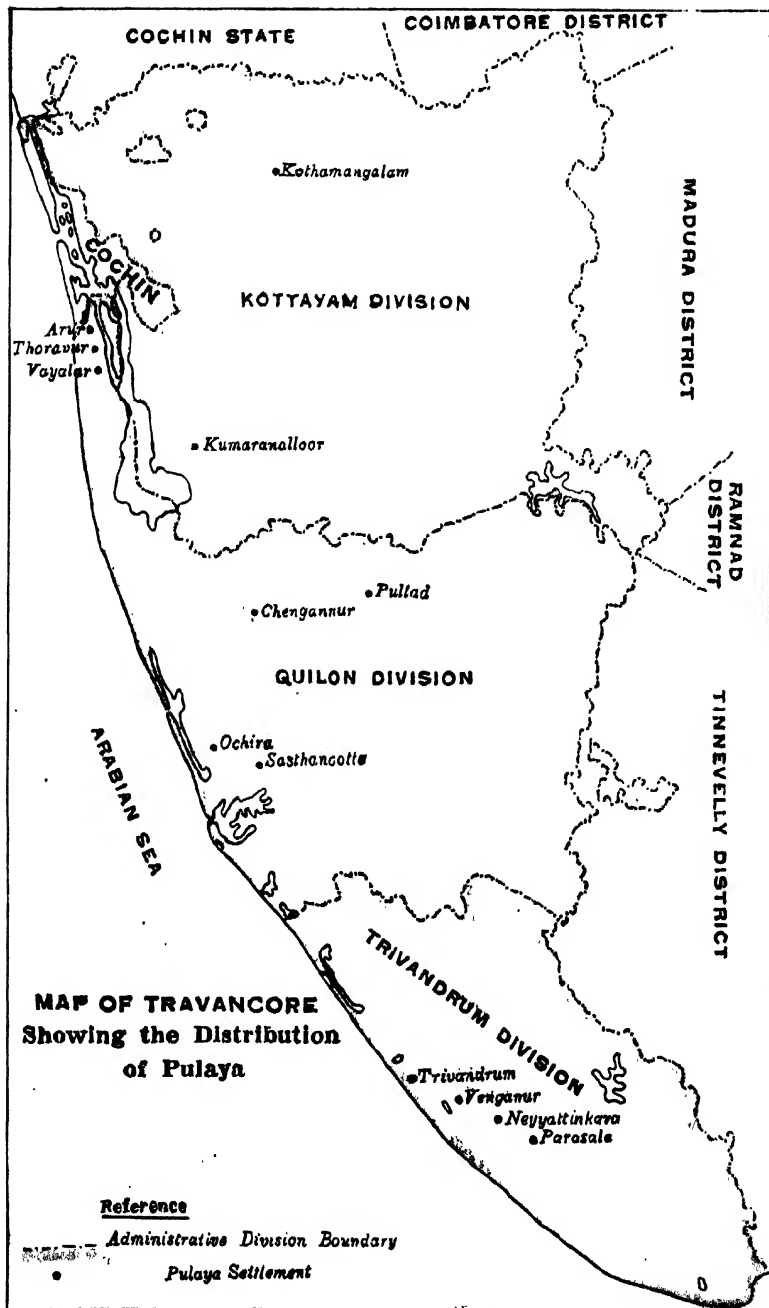 COCHIN STATE
COIMBATORE DISTRICT
Kothamangalam
MADURA DISTRICT
COCHIN
KOTTAYAM DIVISION
Arur
Thoravur
Vayalar
Kumaranalloor
RAMNAD
DISTRICT
Pullad
Chengannur
QUILON DIVISION
TINNEVELLY DISTRICT
Ochira
Sasthancotta
ARABIAN SEA
TRIVANDRUM DIVISION
MAP OF TRAVANCORE
Showing the Distribution
of Pulaya
Trivandrum
Venganur
Neyyattinkara
Parasale
Reference
Administrative Division Boundary
Pulaya Settlement